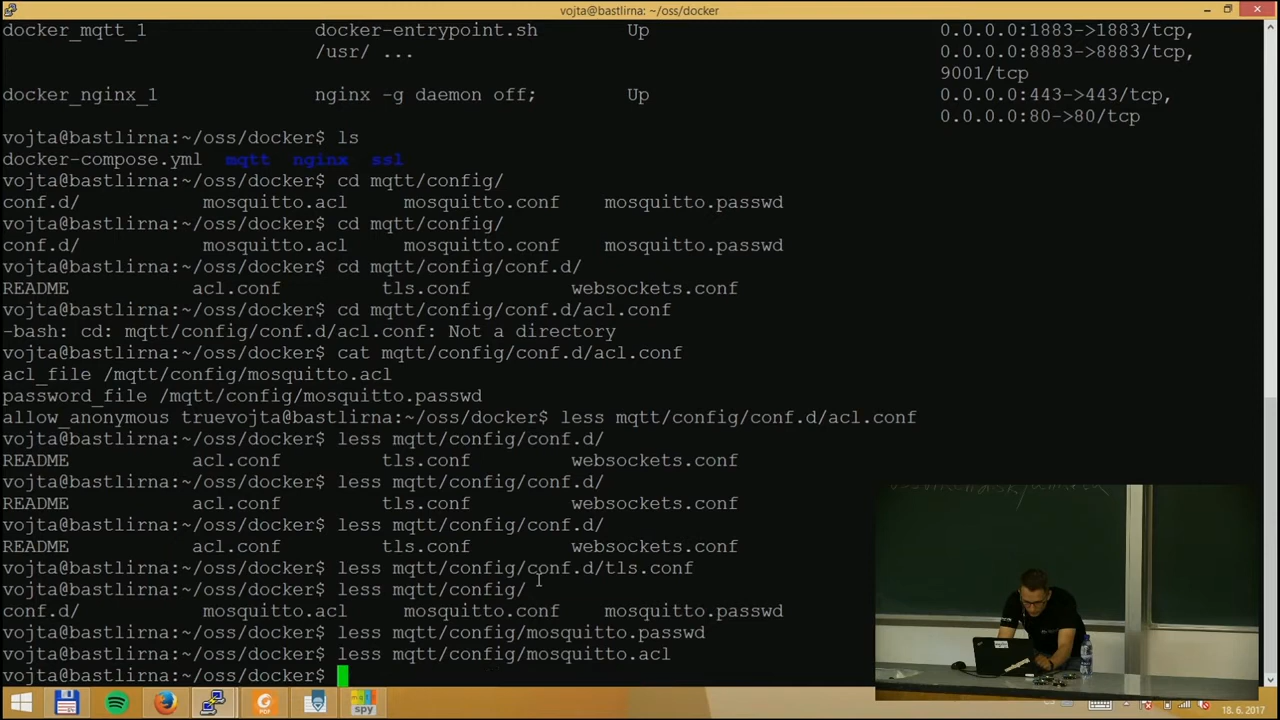 vojta@bastlirna: ~/oss/docker
docker_mqtt_1 docker-entrypoint.sh Up 0.0.0.0:1883->1883/tcp,
/usr/ ... 0.0.0.0:8883->8883/tcp,
9001/tcp
docker_nginx_1 nginx -g daemon off; Up 0.0.0.0:443->443/tcp,
0.0.0.0:80->80/tcp
vojta@bastlirna:~/oss/docker$ ls
docker-compose.yml mqtt nginx ssl
vojta@bastlirna:~/oss/docker$ cd mqtt/config/
conf.d/ mosquitto.acl mosquitto.conf mosquitto.passwd
vojta@bastlirna:~/oss/docker$ cd mqtt/config/
conf.d/ mosquitto.acl mosquitto.conf mosquitto.passwd
vojta@bastlirna:~/oss/docker$ cd mqtt/config/conf.d/
README acl.conf tls.conf websockets.conf
vojta@bastlirna:~/oss/docker$ cd mqtt/config/conf.d/acl.conf
-bash: cd: mqtt/config/conf.d/acl.conf: Not a directory
vojta@bastlirna:~/oss/docker$ cat mqtt/config/conf.d/acl.conf
acl_file /mqtt/config/mosquitto.acl
password_file /mqtt/config/mosquitto.passwd
allow_anonymous truevojta@bastlirna:~/oss/docker$ less mqtt/config/conf.d/acl.conf
vojta@bastlirna:~/oss/docker$ less mqtt/config/conf.d/
README acl.conf tls.conf websockets.conf
vojta@bastlirna:~/oss/docker$ less mqtt/config/conf.d/
README acl.conf tls.conf websockets.conf
vojta@bastlirna:~/oss/docker$ less mqtt/config/conf.d/
README acl.conf tls.conf websockets.conf
vojta@bastlirna:~/oss/docker$ less mqtt/config/conf.d/tls.conf
vojta@bastlirna:~/oss/docker$ less mqtt/config/
conf.d/ mosquitto.acl mosquitto.conf mosquitto.passwd
vojta@bastlirna:~/oss/docker$ less mqtt/config/mosquitto.passwd
vojta@bastlirna:~/oss/docker$ less mqtt/config/mosquitto.acl
vojta@bastlirna:~/oss/docker$
PDF
spy
18. 6. 2017